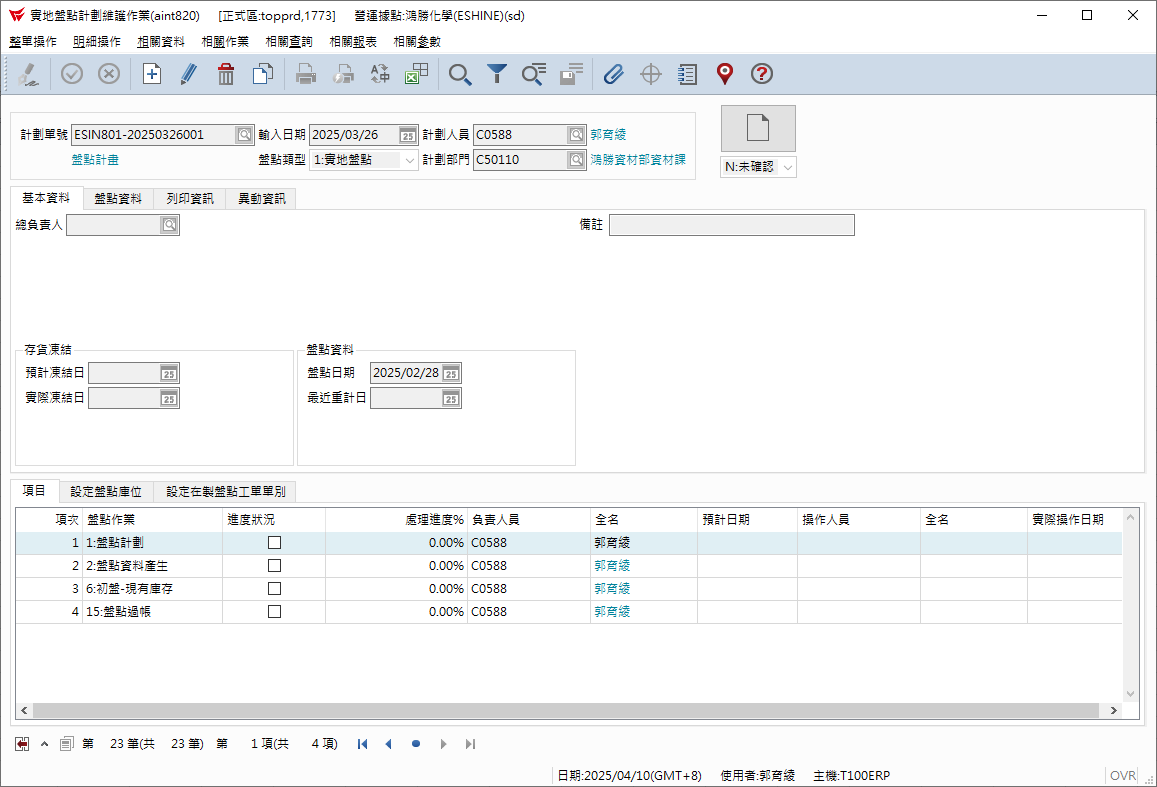 實地盤點計劃維護作業(aint820) [正式區:topprd,1773] 營運據點:鴻勝化學(ESHINE)(sd)
整單操作 明細操作 相關資料 相關作業 相關查詢 相關報表 相關參數
計劃單號 ESIN801-20250326001 輸入日期 2025/03/26 計劃人員 C0588 郭育綾
盤點計畫 盤點類型 1:實地盤點 計劃部門 C50110 鴻勝資材部資材課
N:未確認
基本資料 盤點資料 列印資訊 異動資訊
總負責人 備註
存貨凍結 盤點資料
預計凍結日 盤點日期 2025/02/28
實際凍結日 最近重計日
項目 設定盤點庫位 設定在製盤點工單單別
項次 盤點作業 進度狀況 處理進度% 負責人員 全名 預計日期 操作人員 全名 實際操作日期
1 1:盤點計劃 0.00% C0588 郭育綾
2 2:盤點資料產生 0.00% C0588 郭育綾
3 6:初盤-現有庫存 0.00% C0588 郭育綾
4 15:盤點過帳 0.00% C0588 郭育綾
第 23 筆(共 23 筆) 第 1 項(共 4 項)
日期:2025/04/10(GMT+8) 使用者:郭育綾 主機:T100ERP OVR